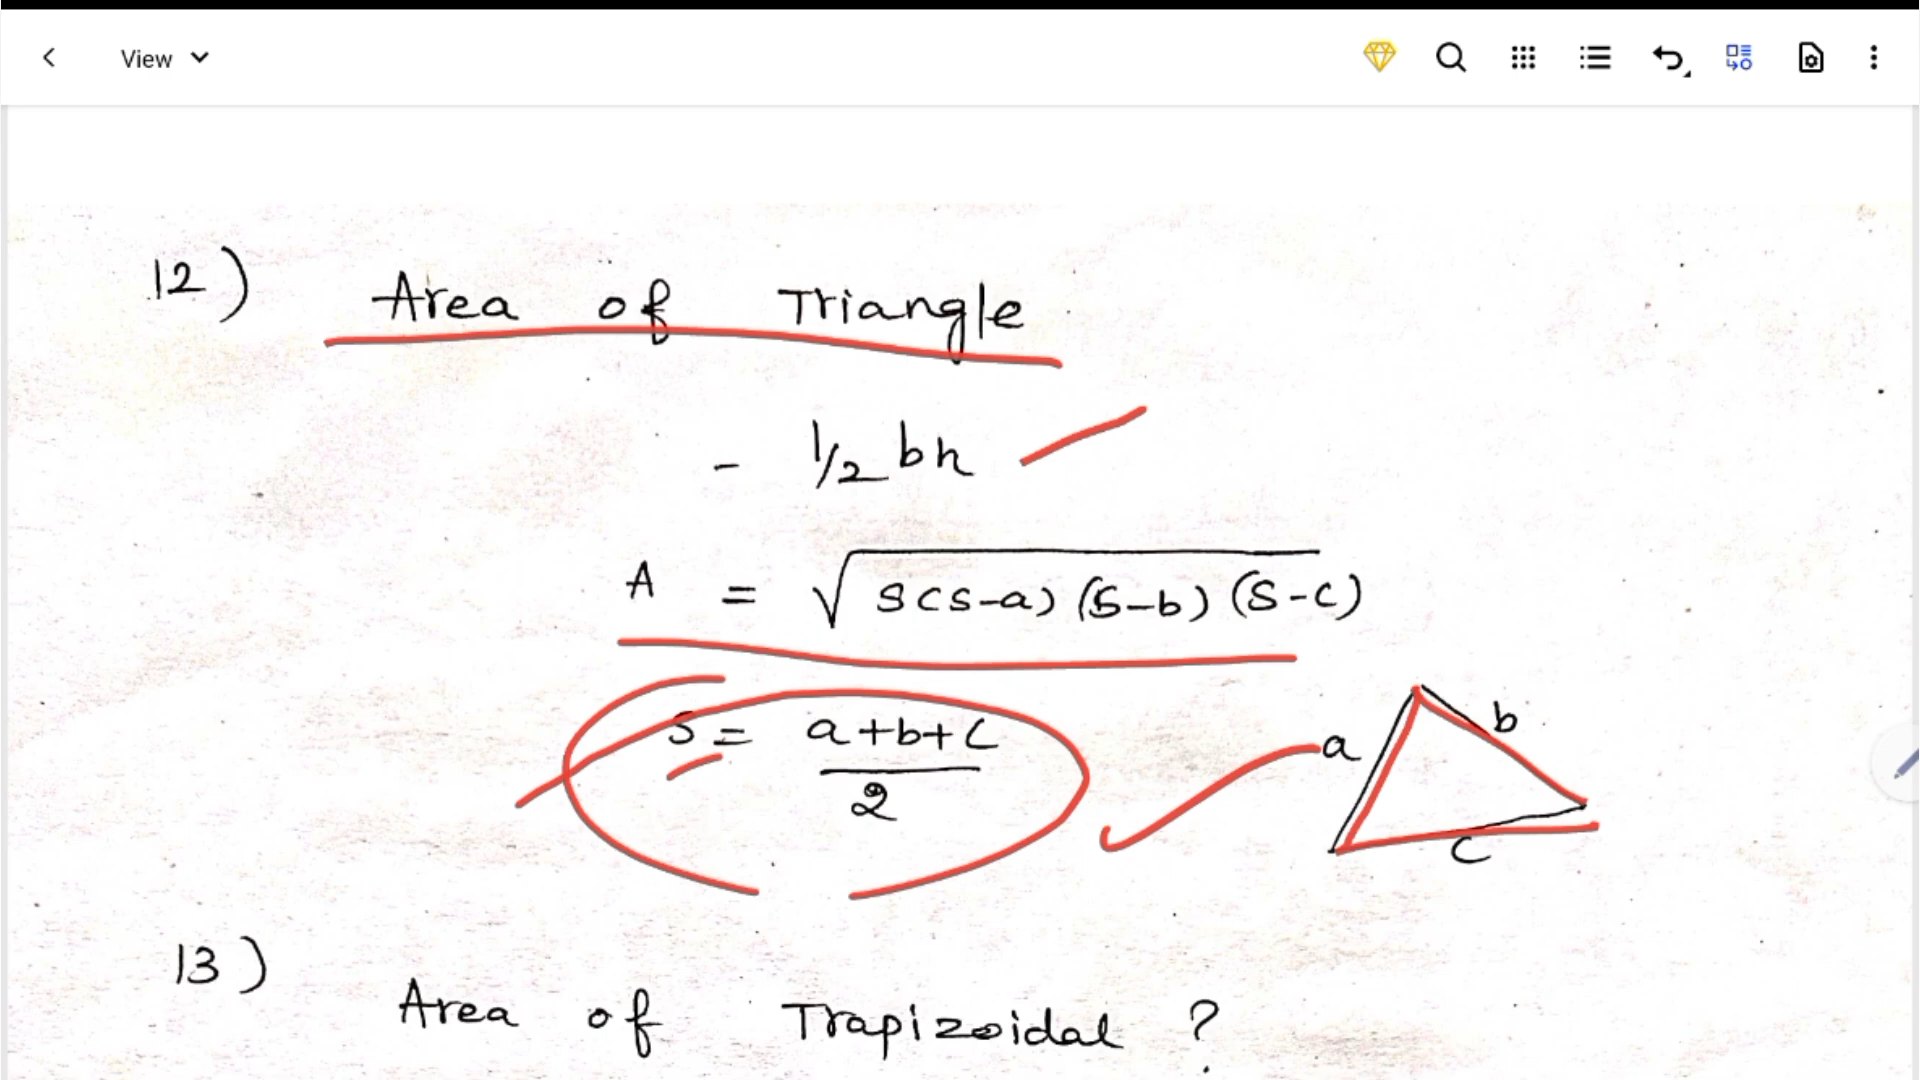 View
12) Area of Triangle
- 1/2 bh
A = √S(S-a) (S-b) (S-c)
S = a+b+c
2
a
b
c
13)
Area of Trapizoidal ?